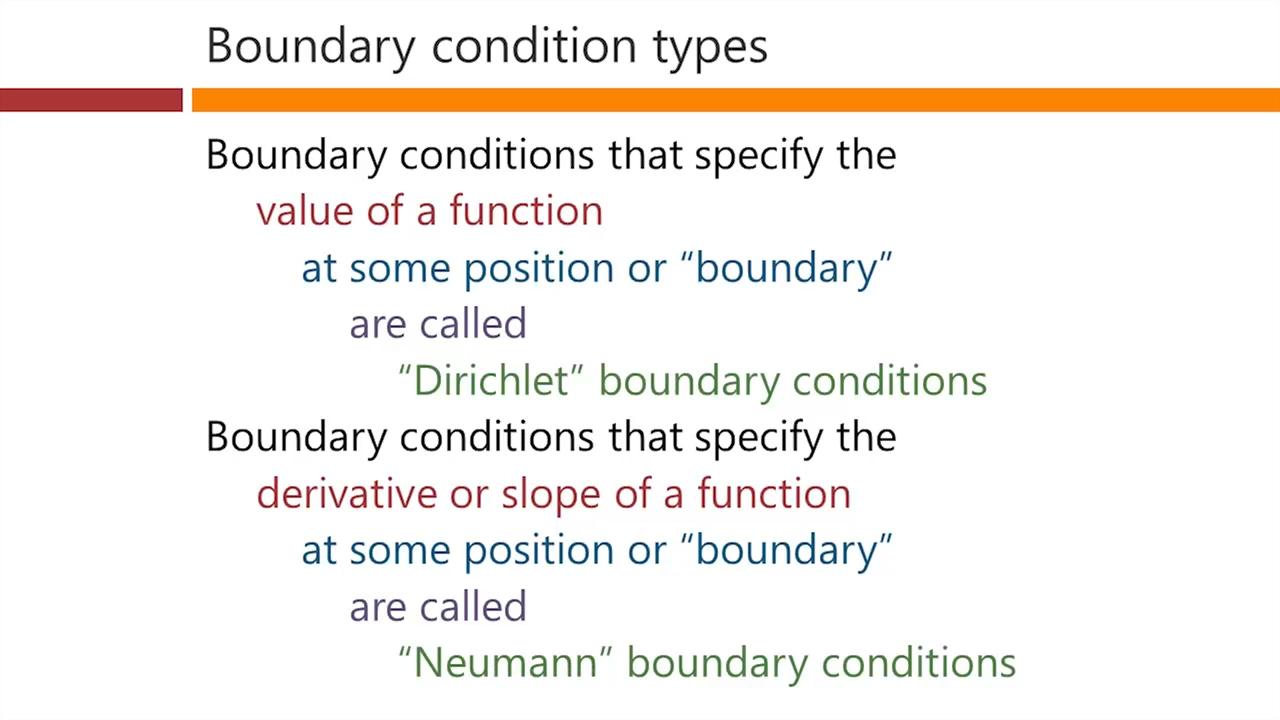 Boundary condition types
Boundary conditions that specify the
value of a function
at some position or “boundary”
are called
“Dirichlet” boundary conditions
Boundary conditions that specify the
derivative or slope of a function
at some position or “boundary”
are called
“Neumann” boundary conditions